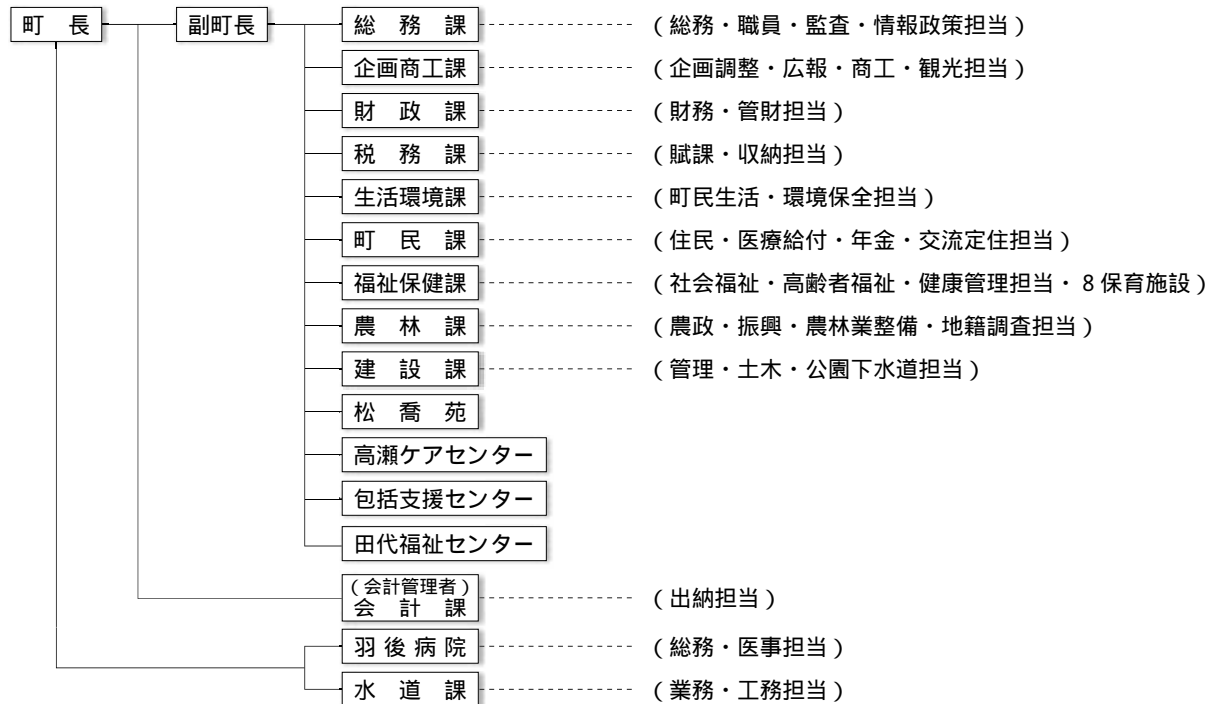 町　長　副町長　総　務　課　（総務・職員・監査・情報政策担当）
企画商工課　（企画調整・広報・商工・観光担当）
財　政　課　（財務・管財担当）
税　務　課　（賦課・収納担当）
生活環境課　（町民生活・環境保全担当）
町　民　課　（住民・医療給付・年金・交流定住担当）
福祉保健課　（社会福祉・高齢者福祉・健康管理担当・８保育施設）
農　林　課　（農政・振興・農林業整備・地籍調査担当）
建　設　課　（管理・土木・公園下水道担当）
松　喬　苑
高瀬ケアセンター
包括支援センター
田代福祉センター
（会計管理者）
会　計　課　（出納担当）
羽後病院　（総務・医事担当）
水　道　課　（業務・工務担当）